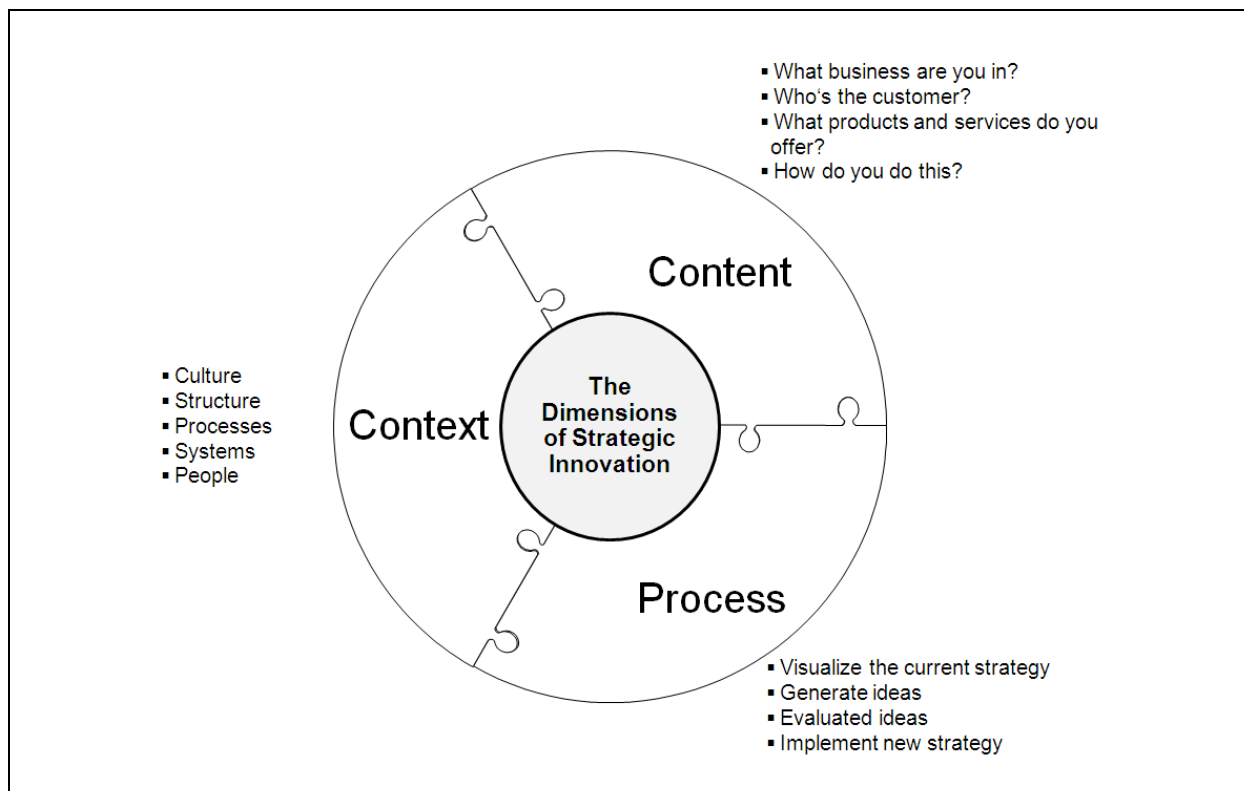 ▪ What business are you in?
▪ Who's the customer?
▪ What products and services do you
offer?
▪ How do you do this?
Content
The
Dimensions
of Strategic
Innovation
Context
▪ Culture
▪ Structure
▪ Processes
▪ Systems
▪ People
Process
▪ Visualize the current strategy
▪ Generate ideas
▪ Evaluated ideas
▪ Implement new strategy